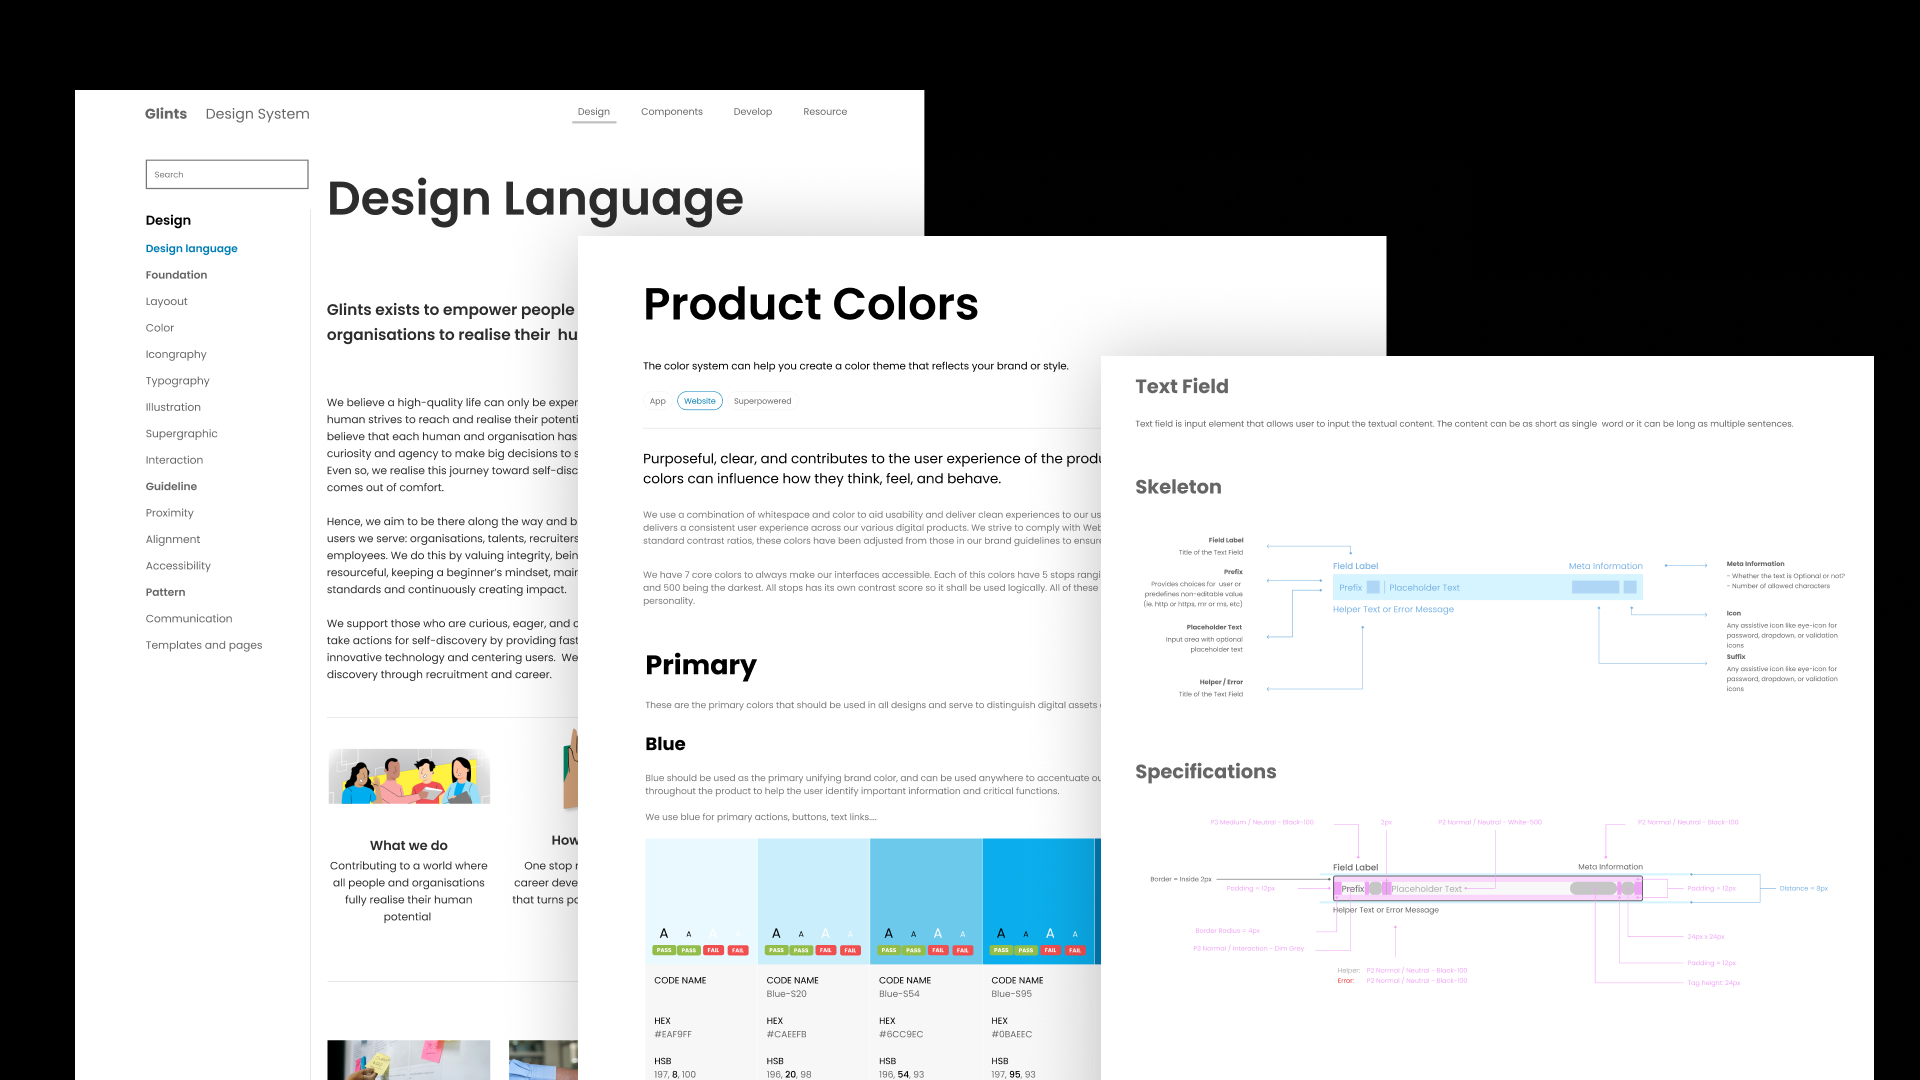 Glints Design System
Design Components Develop Resource
Search
Design
Design language
Foundation
Layoout
Color
Icongraphy
Typography
Illustration
Supergraphic
Interaction
Guideline
Proximity
Alignment
Accessibility
Pattern
Communication
Templates and pages
Design Language
Glints exists to empower people
organisations to realise their hu
We believe a high-quality life can only be exper
human strives to reach and realise their potenti
believe that each human and organisation has
curiosity and agency to make big decisions to s
Even so, we realise this journey toward self-disc
comes out of comfort.
Hence, we aim to be there along the way and b
users we serve: organisations, talents, recruiters
employees. We do this by valuing integrity, bein
resourceful, keeping a beginner's mindset, main
standards and continuously creating impact.
We support those who are curious, eager, and c
take actions for self-discovery by providing fast
innovative technology and centering users. We
discovery through recruitment and career.
What we do
Contributing to a world where
all people and organisations
fully realise their human
potential
How
One stop r
career deve
that turns po
Product Colors
The color system can help you create a color theme that reflects your brand or style.
App Website Superpowered
Purposeful, clear, and contributes to the user experience of the produ
colors can influence how they think, feel, and behave.
We use a combination of whitespace and color to aid usability and deliver clean experiences to our us
delivers a consistent user experience across our various digital products. We strive to comply with Web
standard contrast ratios, these colors have been adjusted from those in our brand guidelines to ensure
We have 7 core colors to always make our interfaces accessible. Each of this colors have 5 stops rangi
and 500 being the darkest. All stops has its own contrast score so it shall be used logically. All of these
personality.
Primary
These are the primary colors that should be used in all designs and serve to distinguish digital assets
Blue
Blue should be used as the primary unifying brand color, and can be used anywhere to accentuate ou
throughout the product to help the user identify important information and critical functions.
We use blue for primary actions, buttons, text links....
A A A A A A A A A A A A A A A A
PASS PASS FAIL FAIL PASS PASS FAIL FAIL PASS PASS FAIL FAIL PASS PASS FAIL FAIL
CODE NAME CODE NAME CODE NAME CODE NAME
Blue-S20 Blue-S54 Blue-S95
HEX HEX HEX HEX
#EAF9FF #CAEEFB #6CC9EC #0BAEEC
HSB HSB HSB HSB
197, 8, 100 196, 20, 98 196, 54, 93 197, 95, 93
Text Field
Text field is input element that allows user to input the textual content. The content can be as short as single word or it can be long as multiple sentences.
Skeleton
Field Label
Title of the Text Field
Prefix
Provides choices for user or
predefines non-editable value
(ie. http or https, mr or ms, etc)
Placeholder Text
Input area with optional
placeholder text
Helper / Error
Title of the Text Field
Field Label Meta Information
Prefix Placeholder Text
Helper Text or Error Message
Meta Information
- Whether the text is Optional or not?
- Number of allowed characters
Icon
Any assistive icon like eye-icon for
password, dropdown, or validation
icons
Suffix
Any assistive icon like eye-icon for
password, dropdown, or validation
icons
Specifications
P3 Medium / Neutral - Black-100 2px P2 Normal / Neutral - White-500 P2 Normal / Neutral - Black-100
Field Label Meta Information
Border = Inside 2px
Padding = 12px Prefix Placeholder Text Padding = 12px Distance = 8px
Helper Text or Error Message
Border Radius = 4px
24px x 24px
P3 Normal / Interaction - Dim Grey
Padding = 12px
Helper: P2 Normal / Neutral - Black-100
Error: P2 Normal / Neutral - Black-100
Tag height: 24px